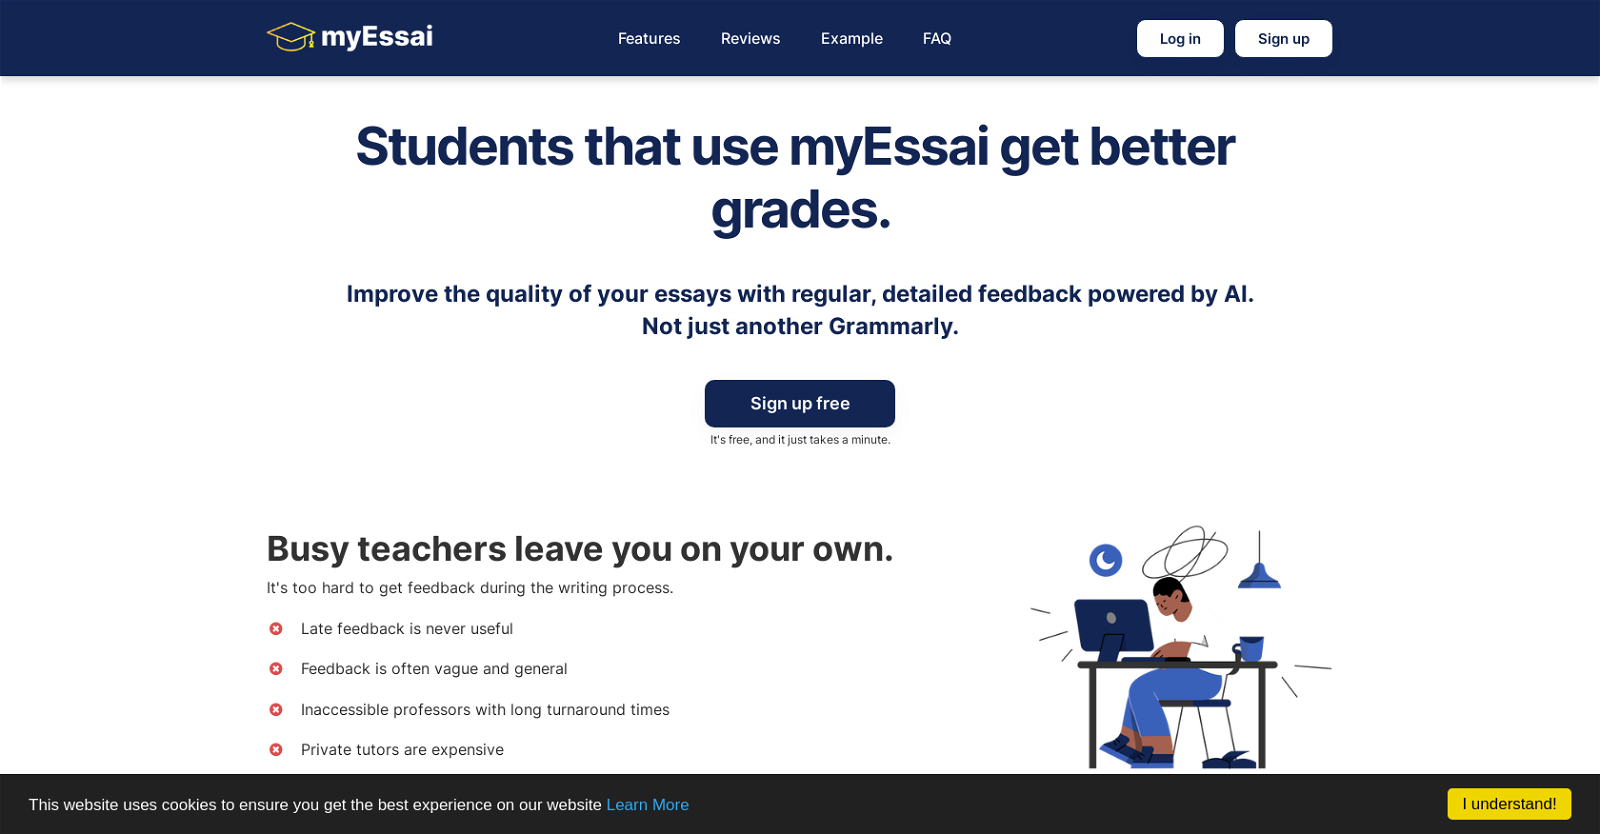 myEssai
Features
Reviews
Example
FAQ
Log in
Sign up
Students that use myEssai get better
grades.
Improve the quality of your essays with regular, detailed feedback powered by AI.
Not just another Grammarly.
Sign up free
It's free, and it just takes a minute.
Busy teachers leave you on your own.
It's too hard to get feedback during the writing process.
Late feedback is never useful
Feedback is often vague and general
Inaccessible professors with long turnaround times
Private tutors are expensive
This website uses cookies to ensure you get the best experience on our website Learn More
I understand!